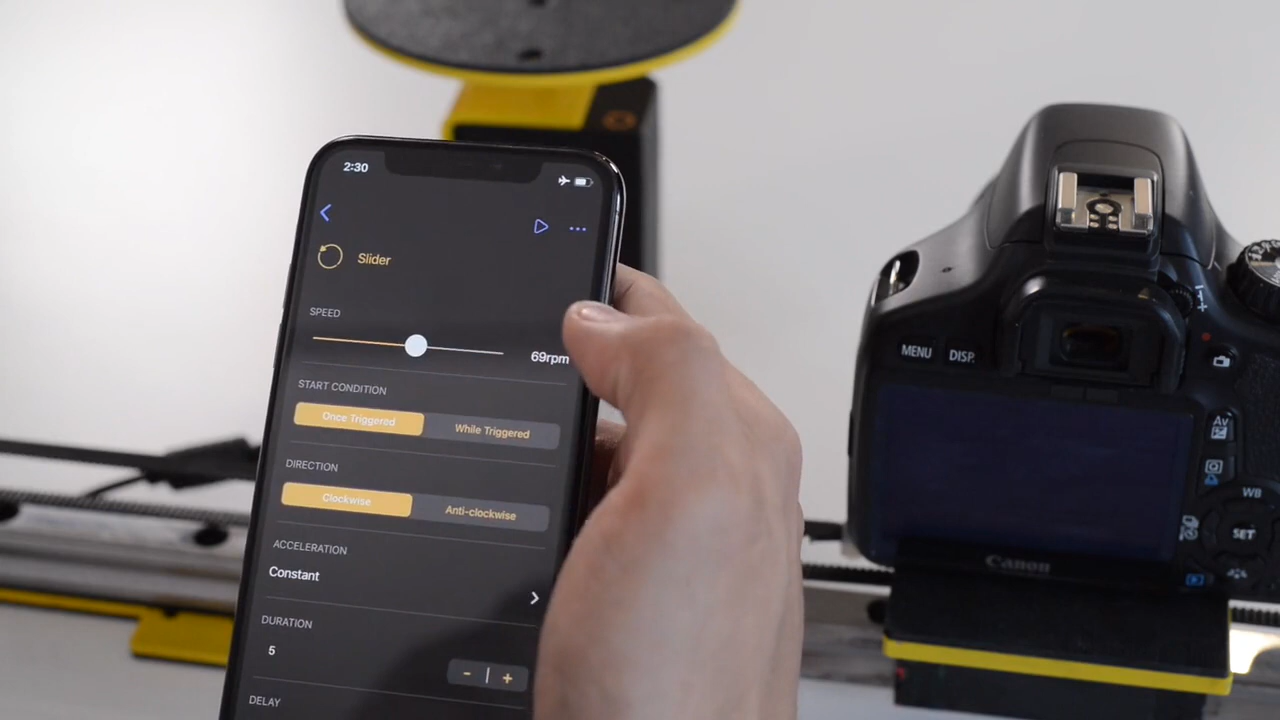 2:30
Slider
SPEED
69rpm
START CONDITION
Once Triggered
While Triggered
DIRECTION
Clockwise
Anti-clockwise
ACCELERATION
Constant
DURATION
5
- | +
DELAY
MENU
DISP.
Av
WB
SET
Canon